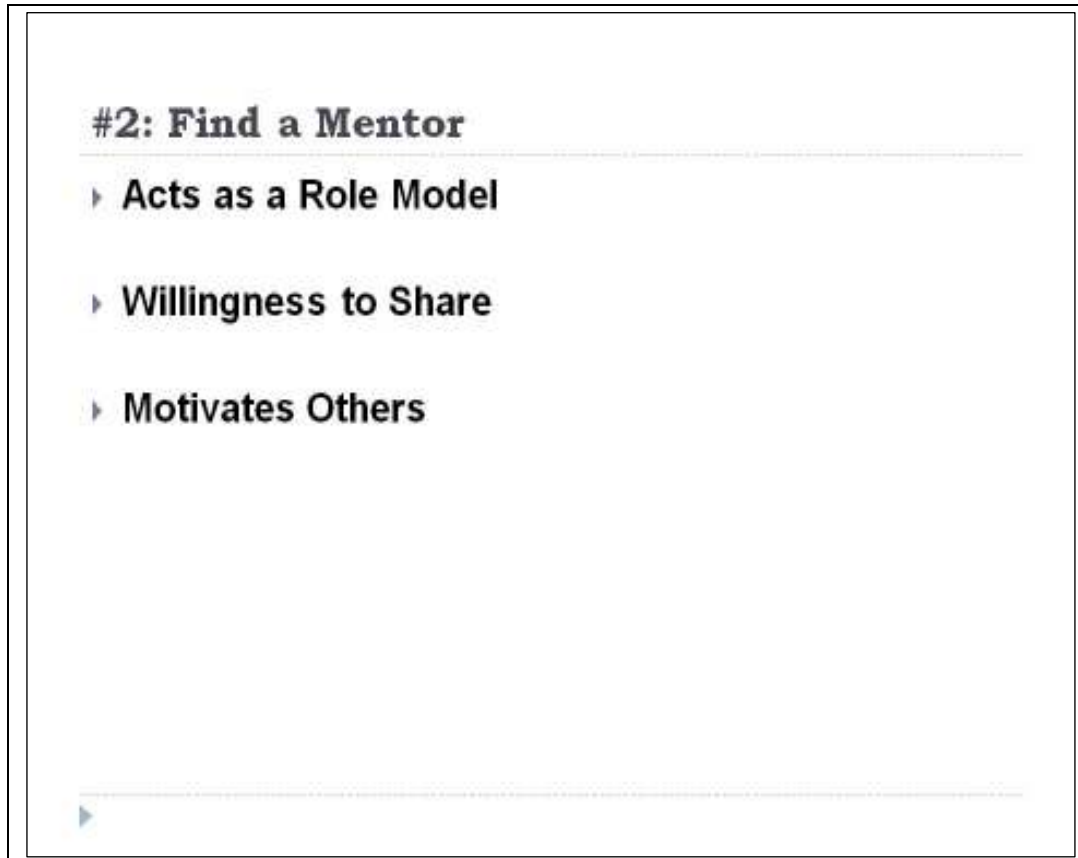 #2: Find a Mentor
Acts as a Role Model
Willingness to Share
Motivates Others